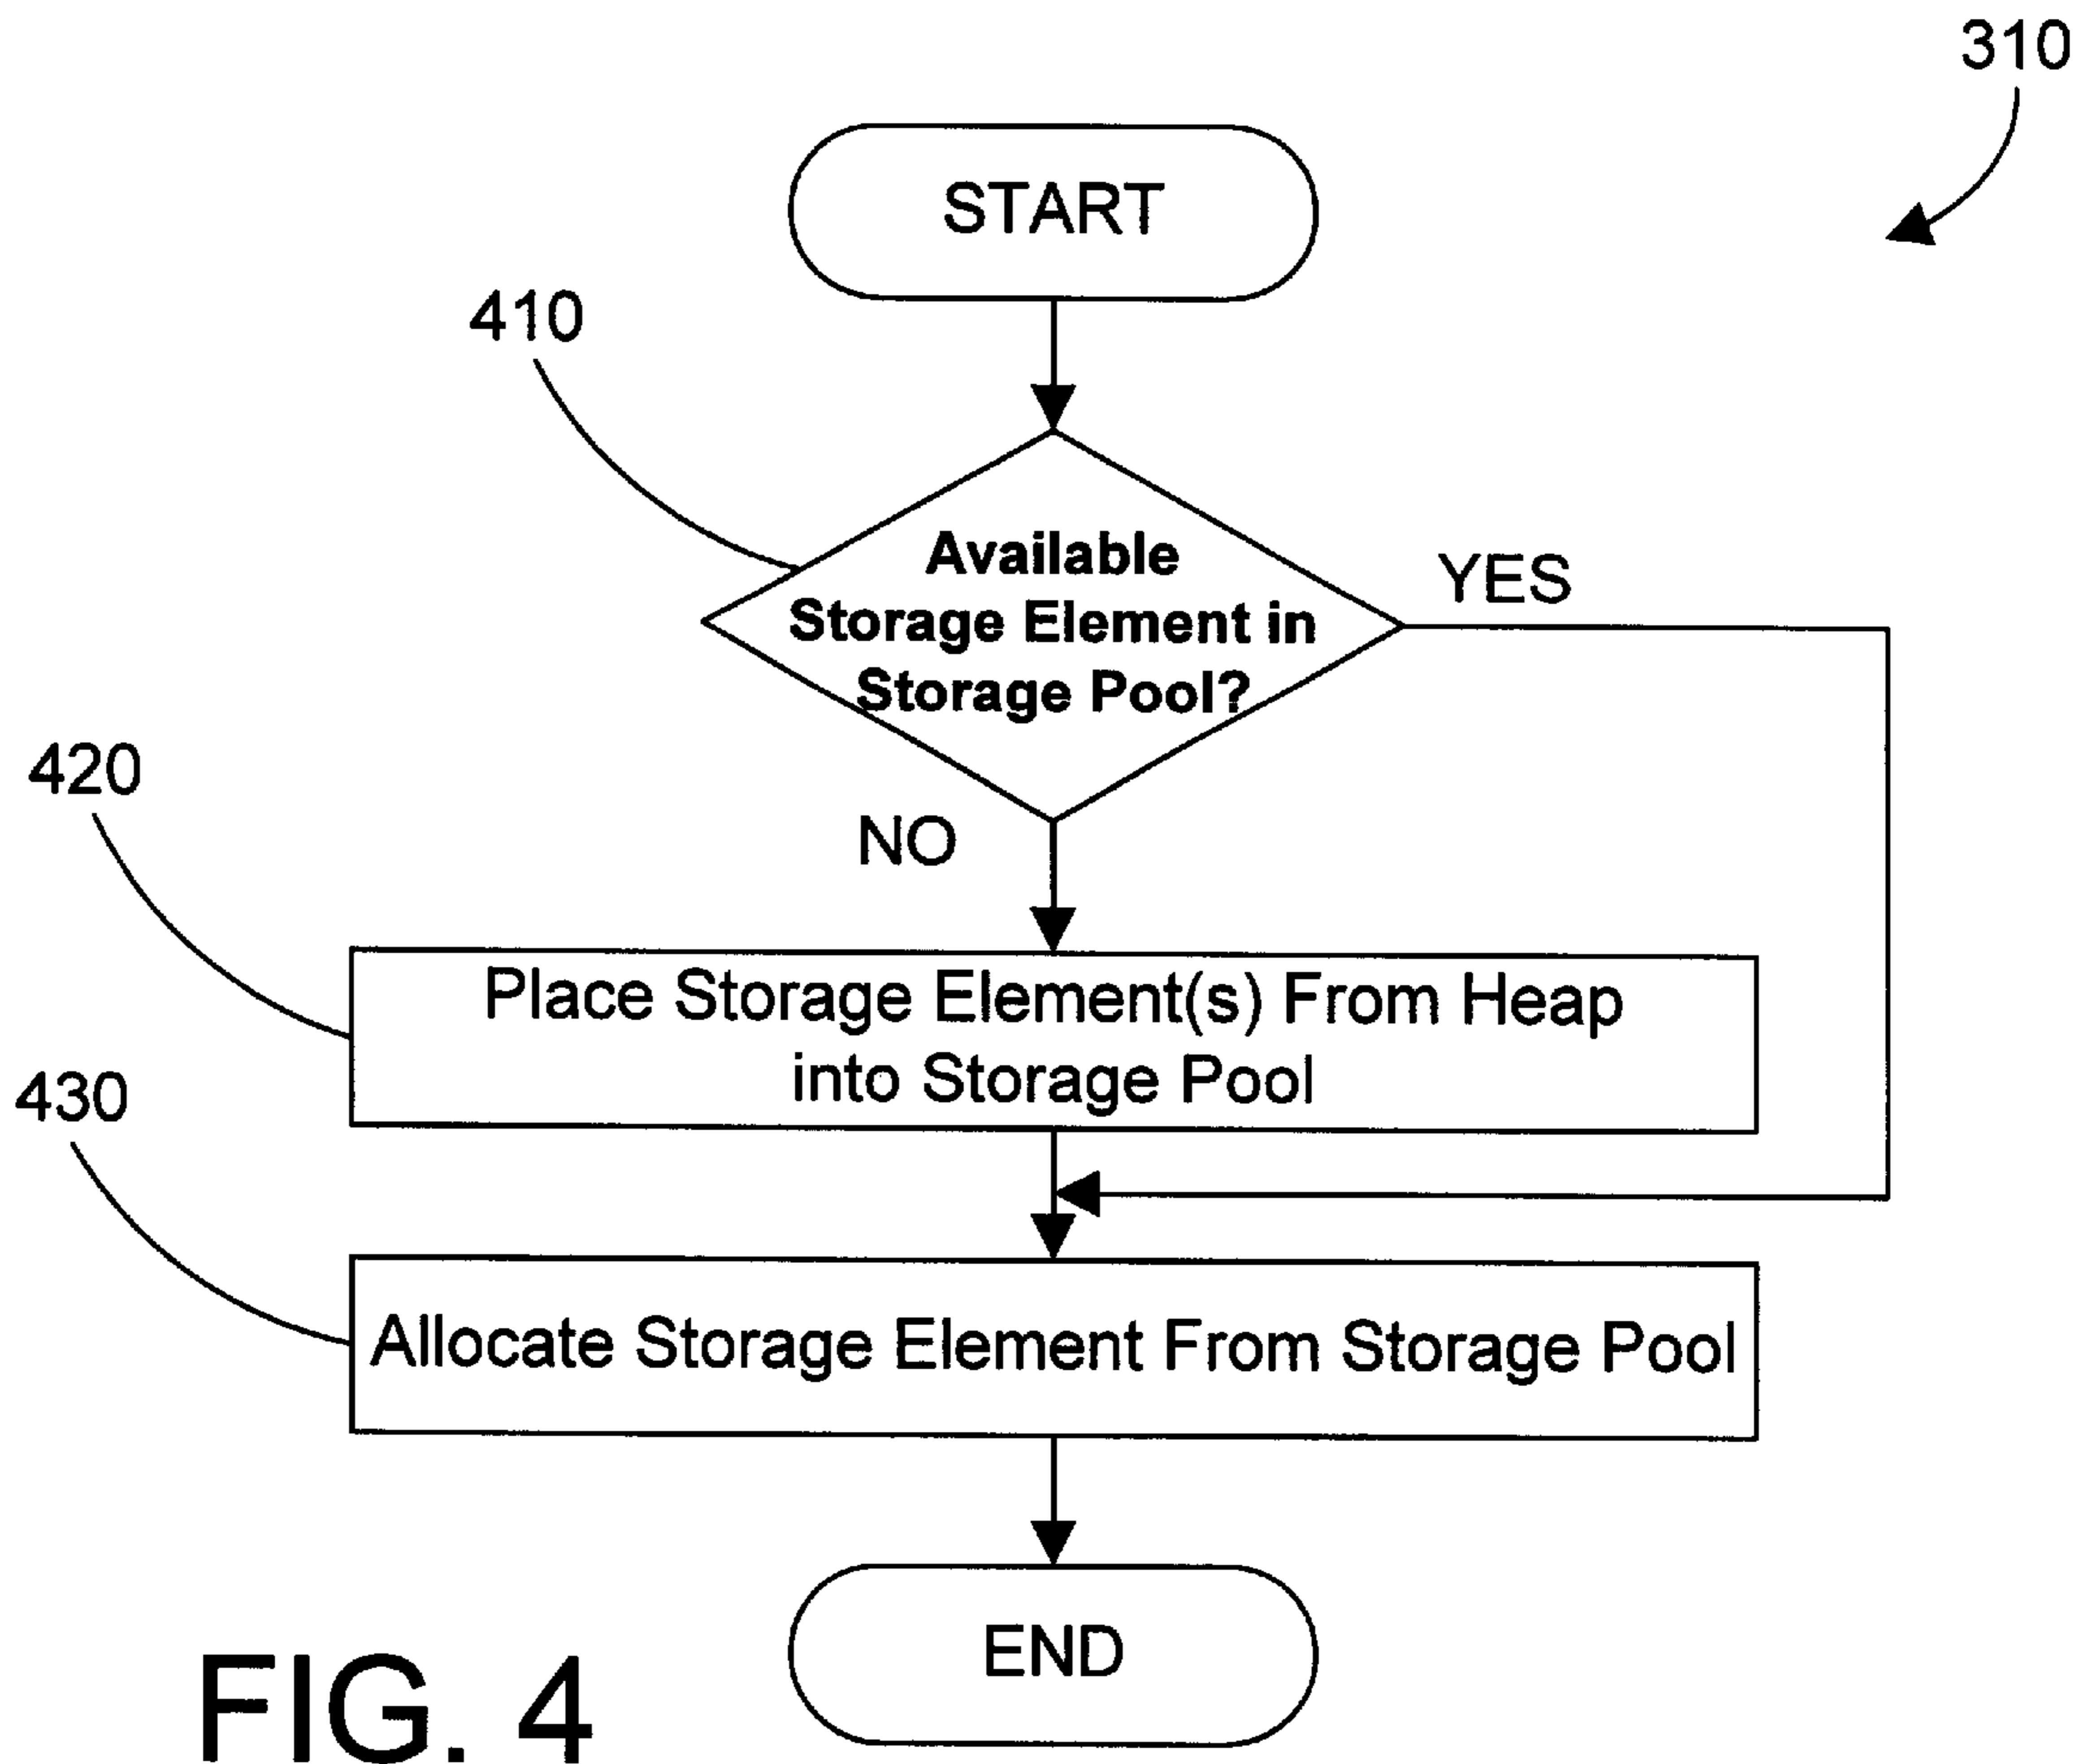 310
START
410
Available
Storage Element in
Storage Pool?
YES
420
NO
Place Storage Element(s) From Heap
into Storage Pool
430
Allocate Storage Element From Storage Pool
END
FIG. 4